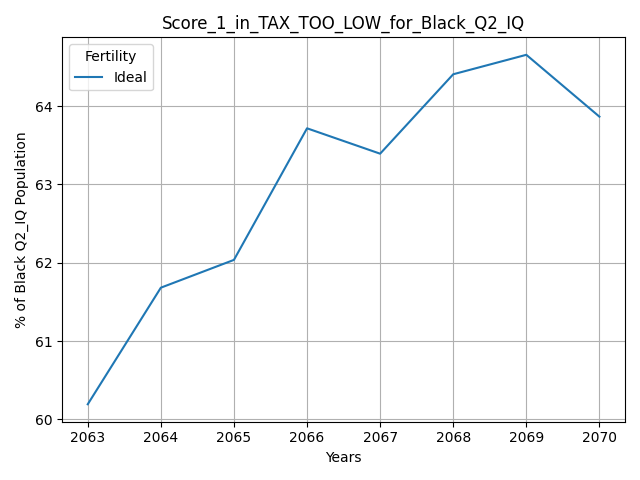 Score_1_in_TAX_TOO_LOW_for_Black_Q2_IQ
Fertility
Ideal
% of Black Q2_IQ Population
64
63
62
61
60
2063 2064 2065 2066 2067 2068 2069 2070
Years